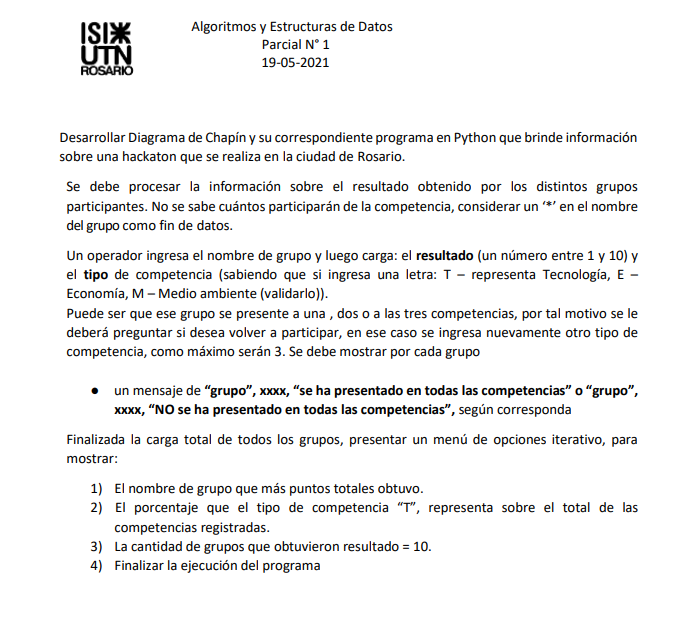 ISI
UTN
ROSARIO
Algoritmos y Estructuras de Datos
Parcial N° 1
19-05-2021
Desarrollar Diagrama de Chapín y su correspondiente programa en Python que brinde información
sobre una hackaton que se realiza en la ciudad de Rosario.
Se debe procesar la información sobre el resultado obtenido por los distintos grupos
participantes. No se sabe cuántos participarán de la competencia, considerar un ‘*’ en el nombre
del grupo como fin de datos.
Un operador ingresa el nombre de grupo y luego carga: el resultado (un número entre 1 y 10) y
el tipo de competencia (sabiendo que si ingresa una letra: T – representa Tecnología, E –
Economía, M – Medio ambiente (validarlo)).
Puede ser que ese grupo se presente a una , dos o a las tres competencias, por tal motivo se le
deberá preguntar si desea volver a participar, en ese caso se ingresa nuevamente otro tipo de
competencia, como máximo serán 3. Se debe mostrar por cada grupo
● un mensaje de “grupo”, xxxx, “se ha presentado en todas las competencias” o “grupo”,
xxxx, “NO se ha presentado en todas las competencias”, según corresponda
Finalizada la carga total de todos los grupos, presentar un menú de opciones iterativo, para
mostrar:
1) El nombre de grupo que más puntos totales obtuvo.
2) El porcentaje que el tipo de competencia “T”, representa sobre el total de las
competencias registradas.
3) La cantidad de grupos que obtuvieron resultado = 10.
4) Finalizar la ejecución del programa